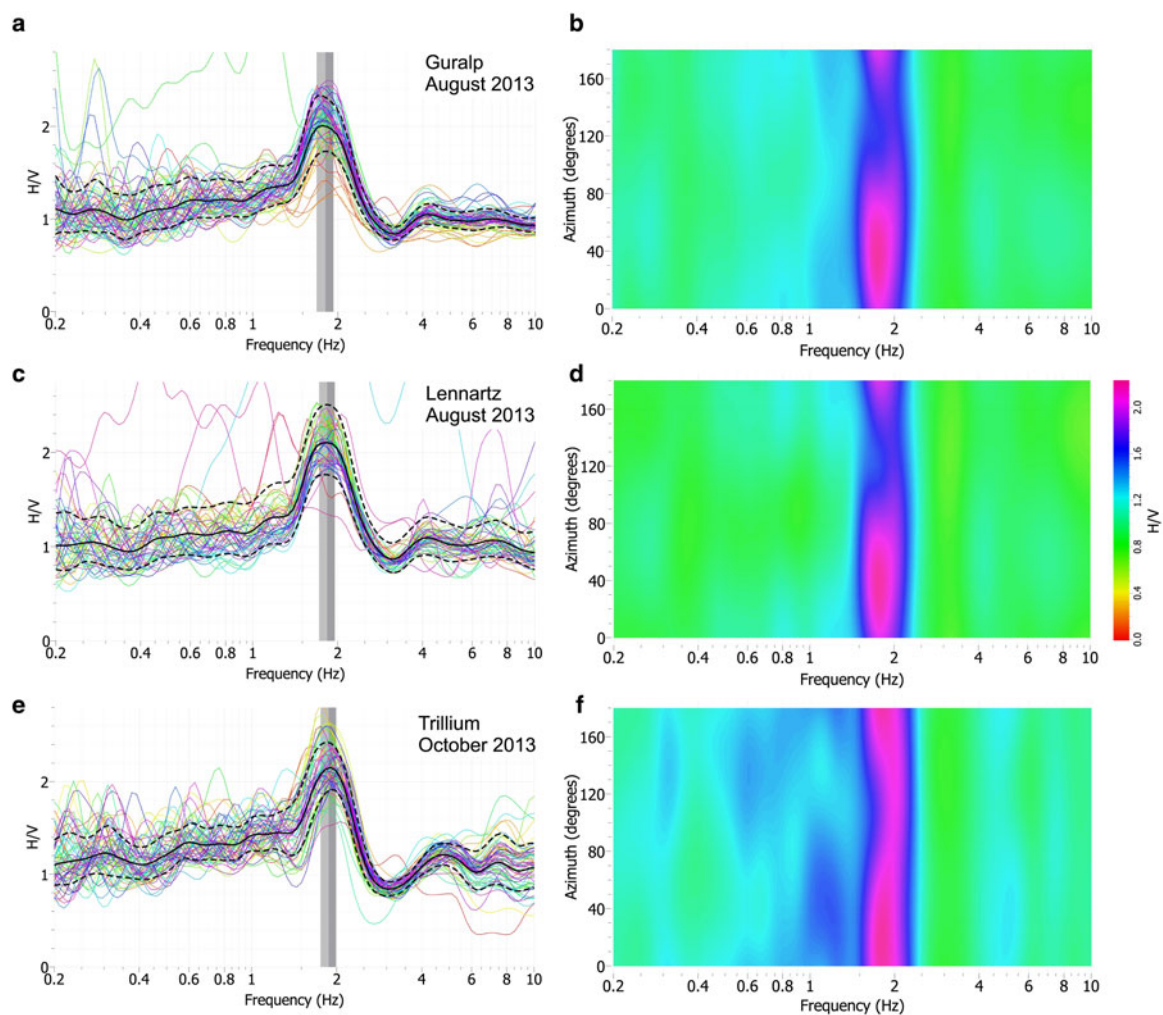 a
Guralp
August 2013
2
1
0
H/V
0.2 0.4 0.6 0.8 1 2 4 6 8 10
Frequency (Hz)
b
160
120
80
40
0
Azimuth (degrees)
0.2 0.4 0.6 0.8 1 2 4 6 8 10
Frequency (Hz)
c
Lennartz
August 2013
2
1
0
H/V
0.2 0.4 0.6 0.8 1 2 4 6 8 10
Frequency (Hz)
d
160
120
80
40
0
Azimuth (degrees)
0.2 0.4 0.6 0.8 1 2 4 6 8 10
Frequency (Hz)
2.0
1.6
1.2
0.8
0.4
0.0
H/V
e
Trillium
October 2013
2
1
0
H/V
0.2 0.4 0.6 0.8 1 2 4 6 8 10
Frequency (Hz)
f
160
120
80
40
0
Azimuth (degrees)
0.2 0.4 0.6 0.8 1 2 4 6 8 10
Frequency (Hz)